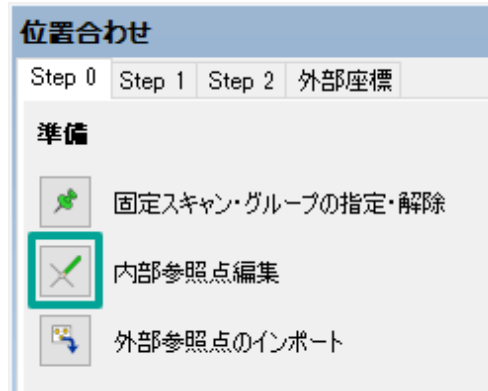 位置合わせ
Step 0 Step 1 Step 2 外部座標
準備
固定スキャン・グループの指定・解除
内部参照点編集
外部参照点のインポート